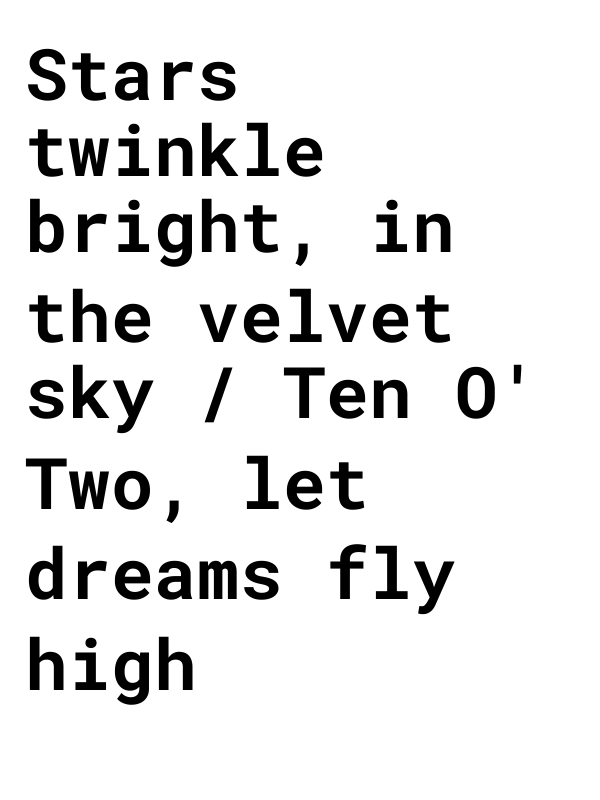 Stars
twinkle
bright, in
the velvet
sky / Ten O'
Two, let
dreams fly
high